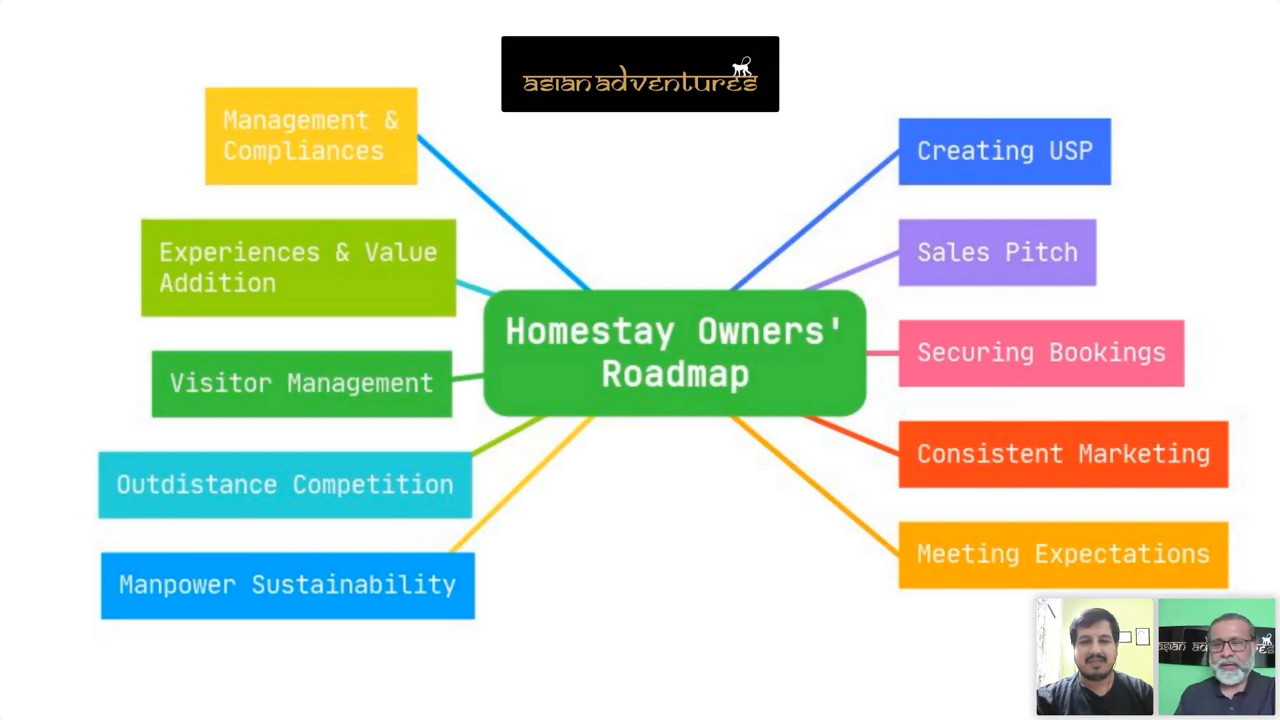 asian adventures
Management &
Compliances
Experiences & Value
Addition
Visitor Management
Outdistance Competition
Manpower Sustainability
Homestay Owners'
Roadmap
Creating USP
Sales Pitch
Securing Bookings
Consistent Marketing
Meeting Expectations
asian